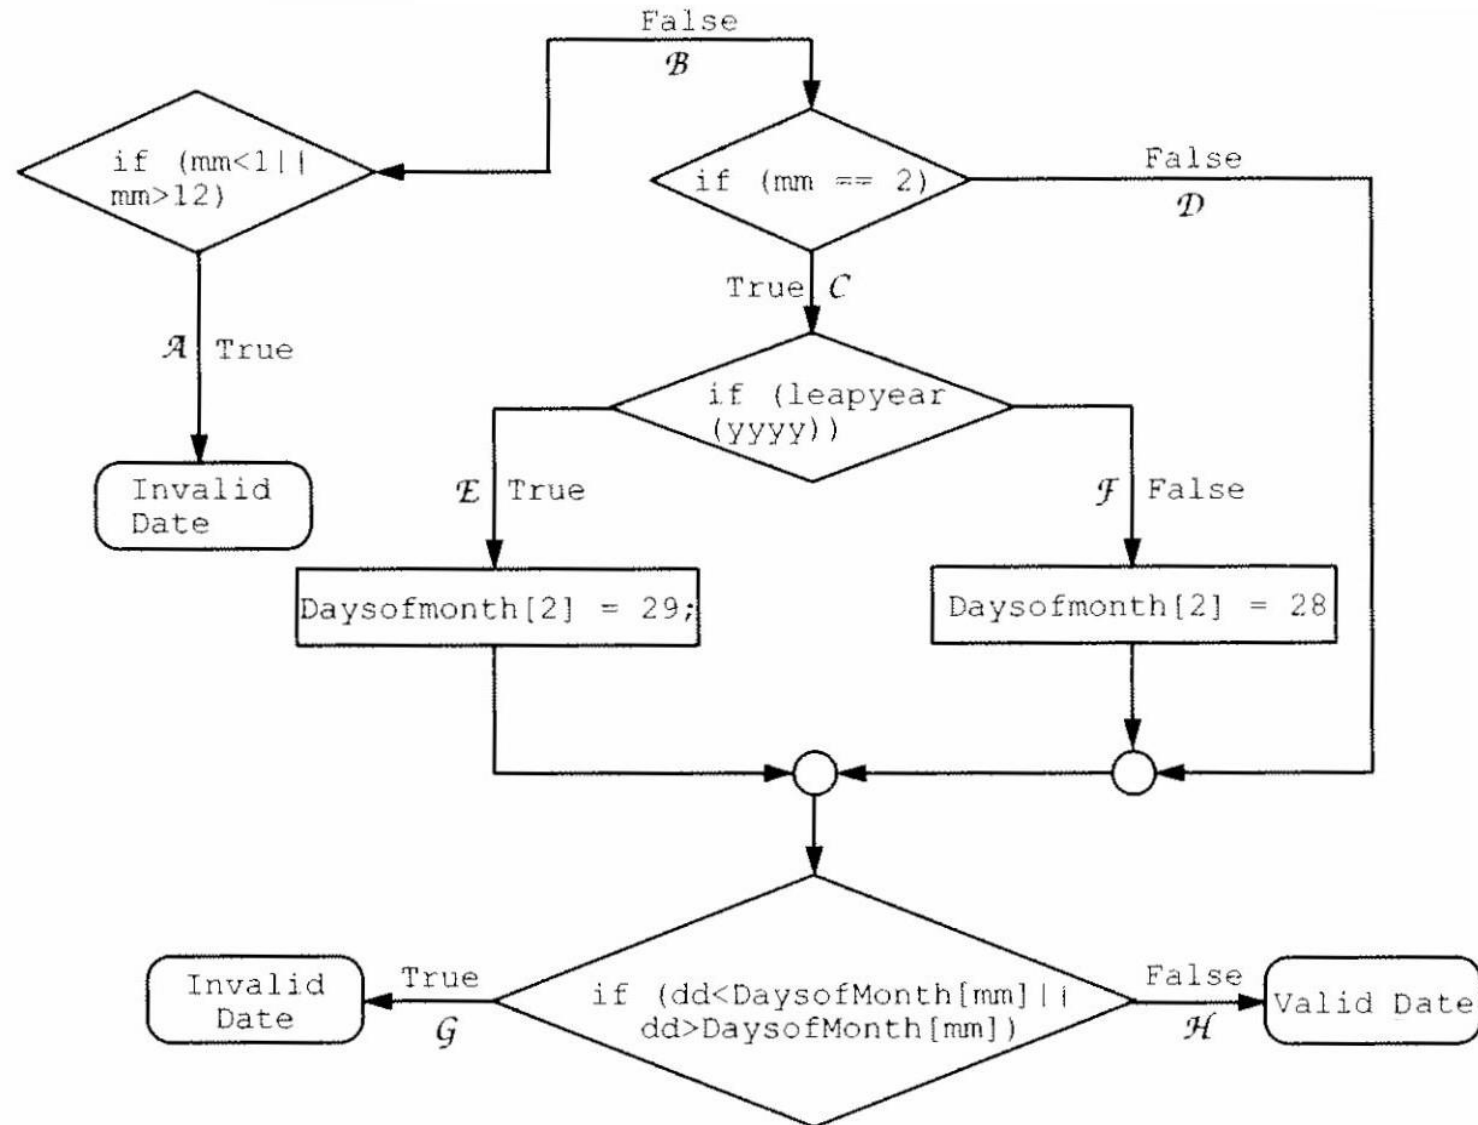 False
B
if (mm<1||
mm>12)
if (mm == 2)
False
D
True C
A True
if (leapyear
(yyyy))
E True
F False
Invalid
Date
Daysofmonth[2] = 29;
Daysofmonth[2] = 28
True
G
Invalid
Date
if (dd<DaysofMonth[mm]||
dd>DaysofMonth[mm])
False
H
Valid Date